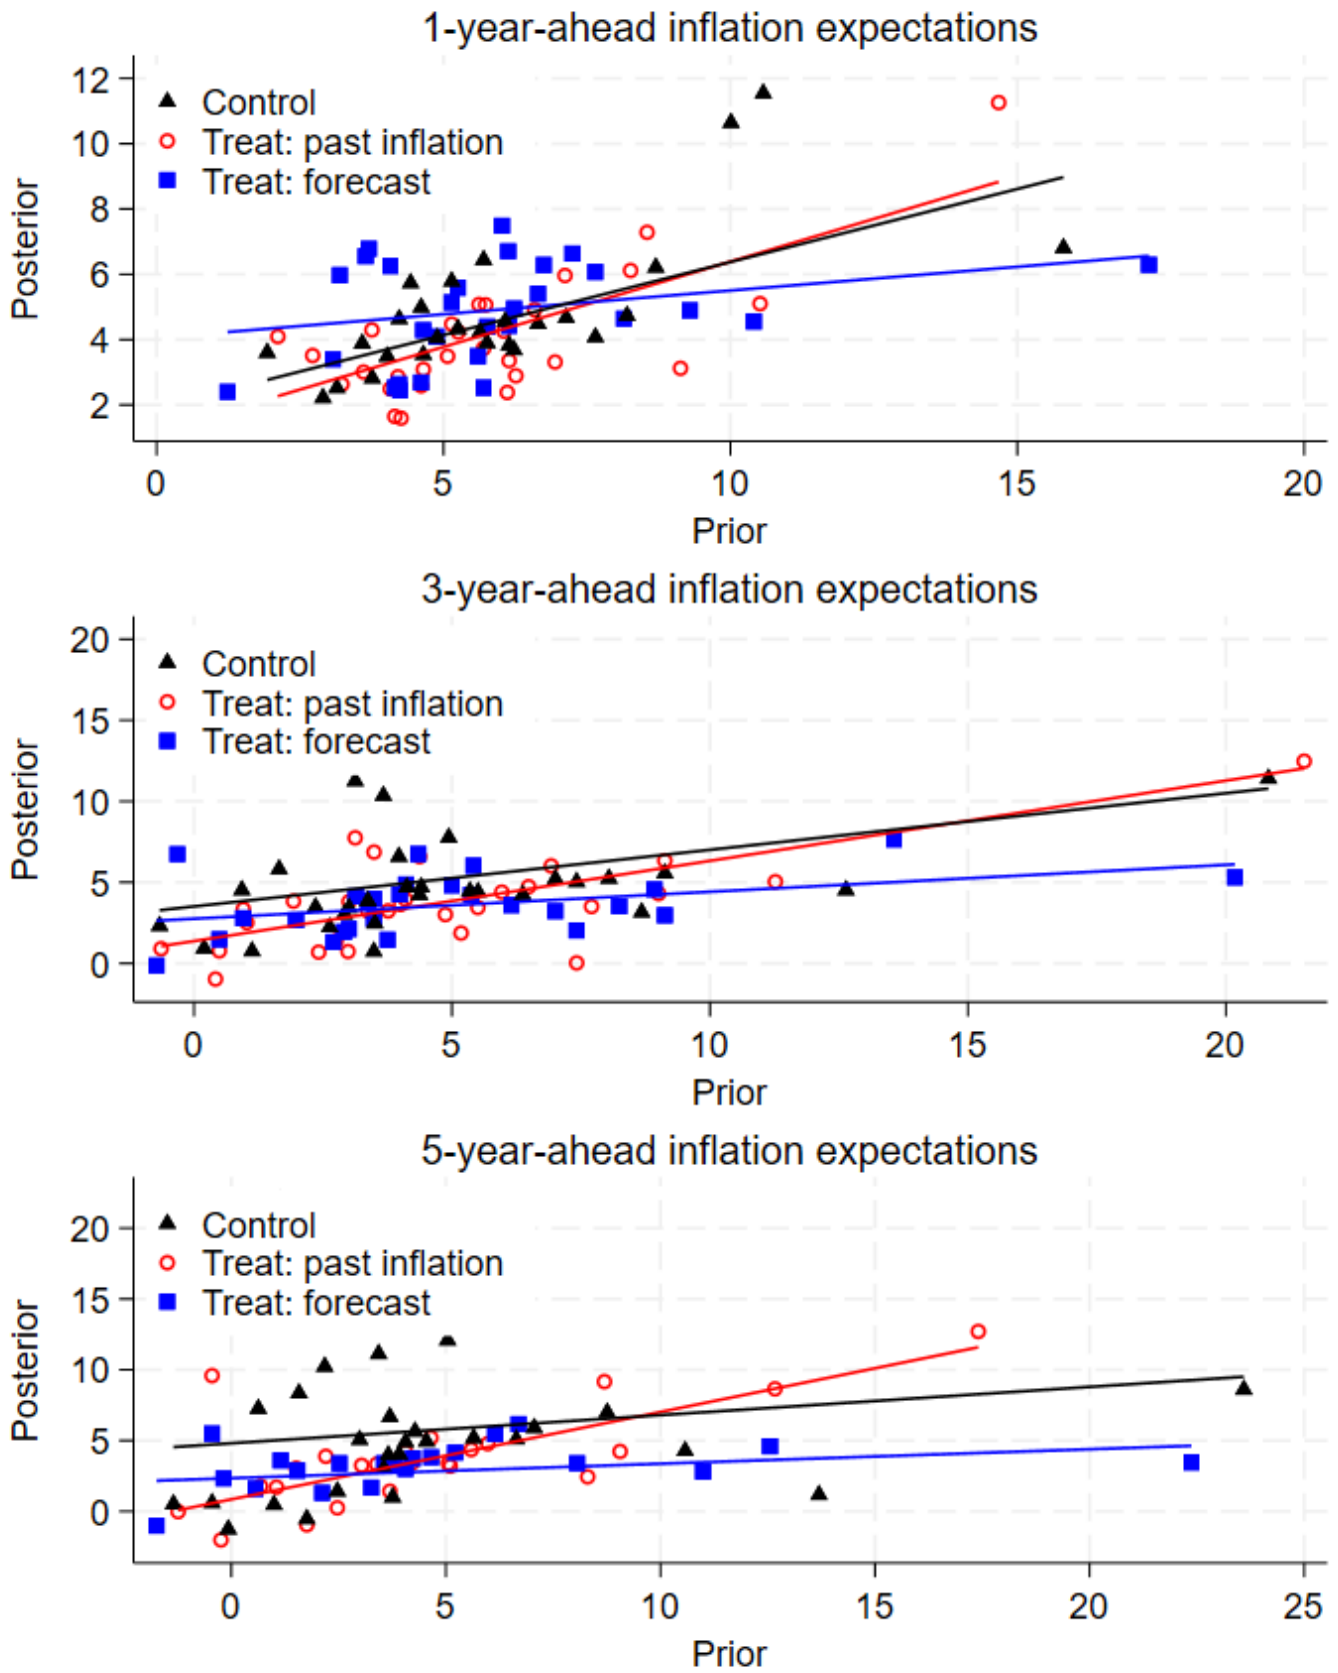 1-year-ahead inflation expectations
Control
Treat: past inflation
Treat: forecast
Posterior
12
10
8
6
4
2
0 5 10 15 20
Prior
3-year-ahead inflation expectations
Control
Treat: past inflation
Treat: forecast
Posterior
20
15
10
5
0
0 5 10 15 20
Prior
5-year-ahead inflation expectations
Control
Treat: past inflation
Treat: forecast
Posterior
20
15
10
5
0
0 5 10 15 20 25
Prior